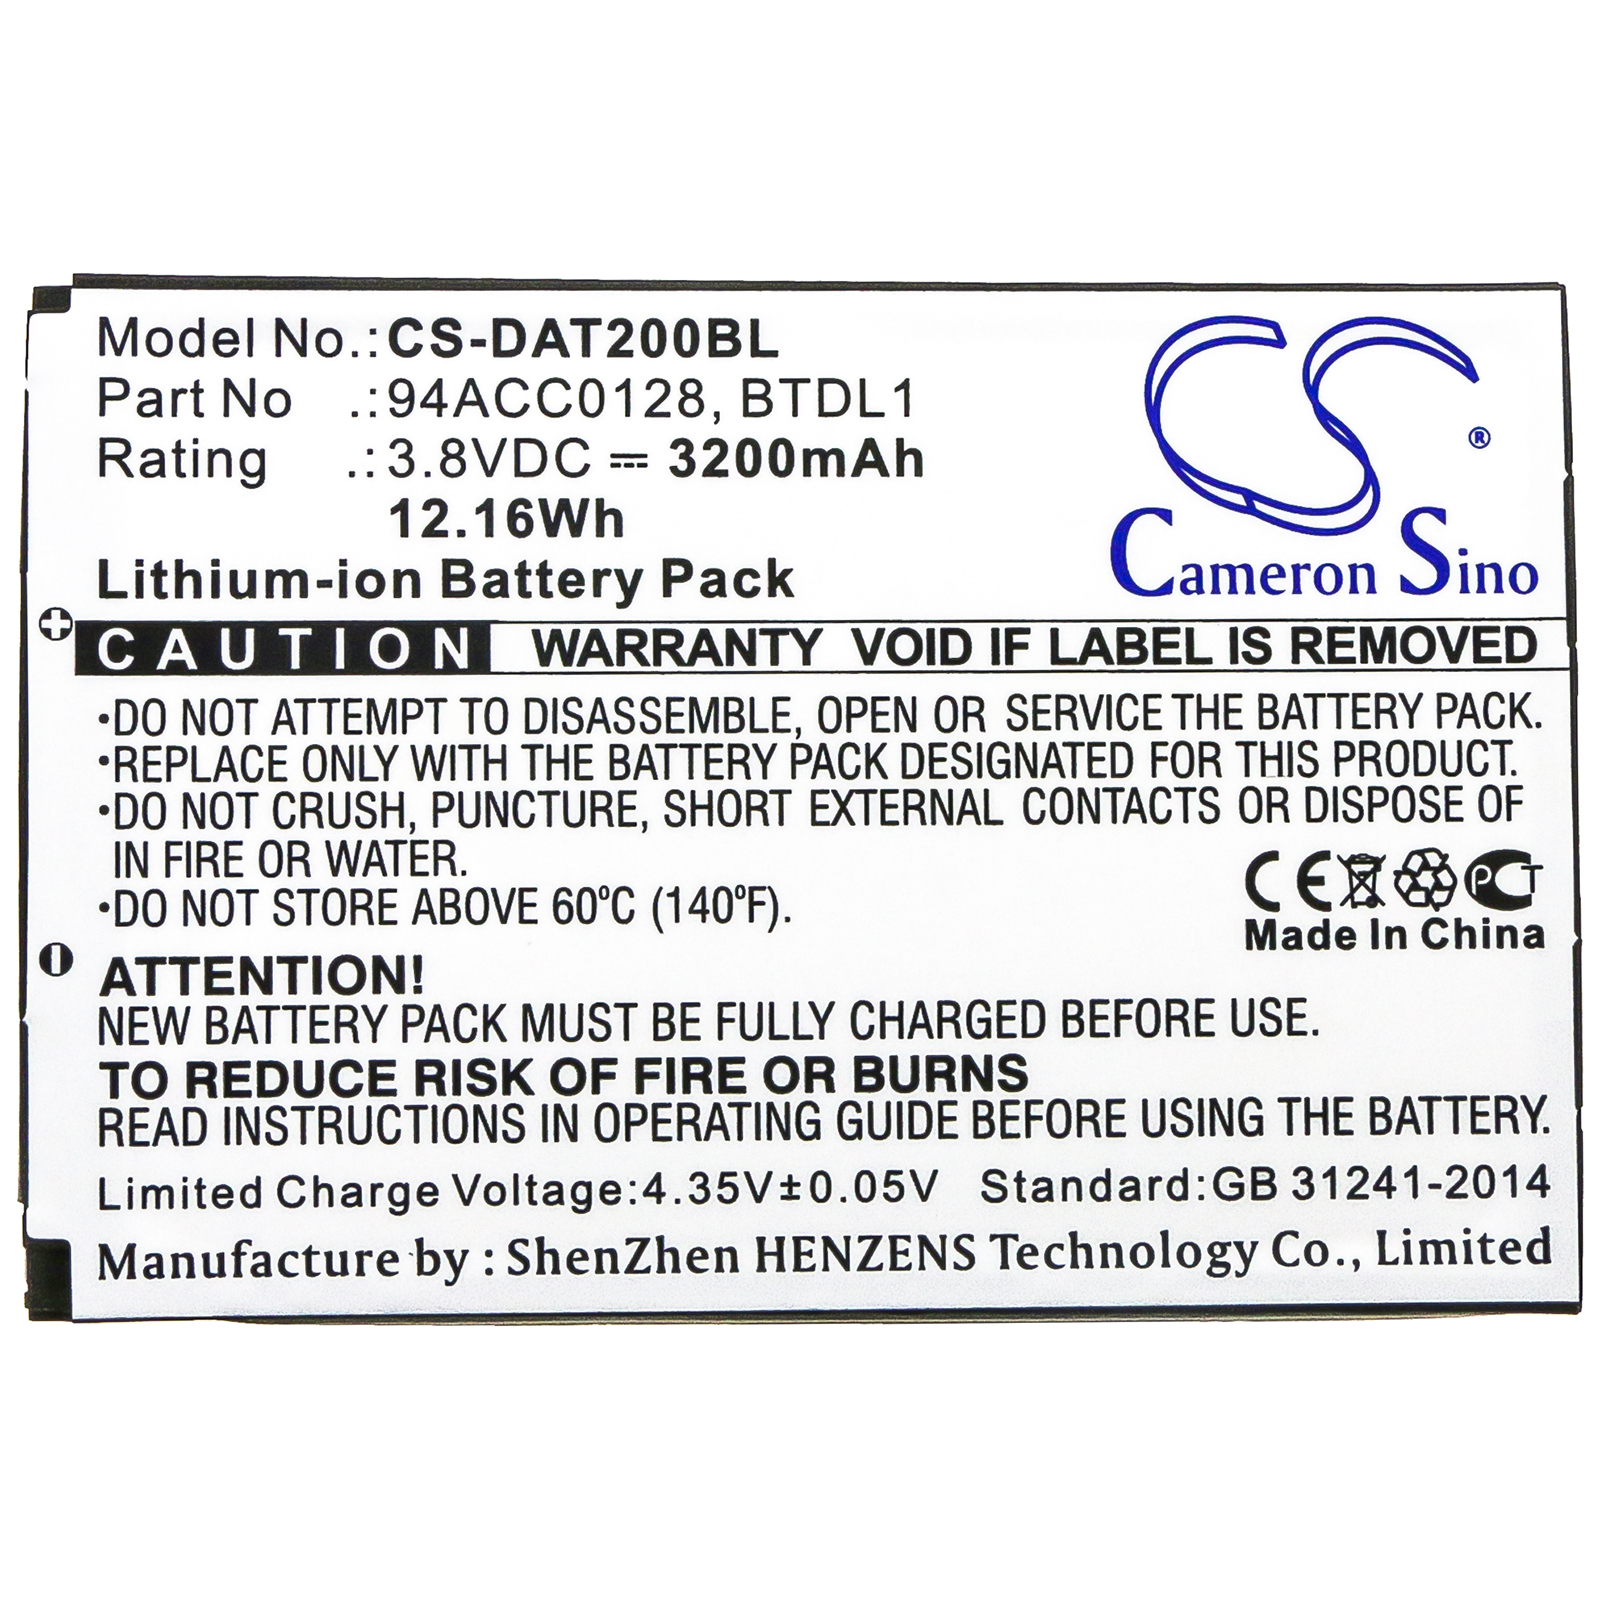 Model No.: CS-DAT200BL
Part No .: 94ACC0128, BTDL1
Rating .: 3.8VDC ⎓ 3200mAh
12.16Wh
Lithium-ion Battery Pack
®
Cameron Sino
+
CAUTION WARRANTY VOID IF LABEL IS REMOVED
•DO NOT ATTEMPT TO DISASSEMBLE, OPEN OR SERVICE THE BATTERY PACK.
•REPLACE ONLY WITH THE BATTERY PACK DESIGNATED FOR THIS PRODUCT.
•DO NOT CRUSH, PUNCTURE, SHORT EXTERNAL CONTACTS OR DISPOSE OF
IN FIRE OR WATER.
•DO NOT STORE ABOVE 60°C (140°F).
CE PCT
Made In China
-
ATTENTION!
NEW BATTERY PACK MUST BE FULLY CHARGED BEFORE USE.
TO REDUCE RISK OF FIRE OR BURNS
READ INSTRUCTIONS IN OPERATING GUIDE BEFORE USING THE BATTERY.
Limited Charge Voltage:4.35V±0.05V Standard:GB 31241-2014
Manufacture by : ShenZhen HENZENS Technology Co., Limited